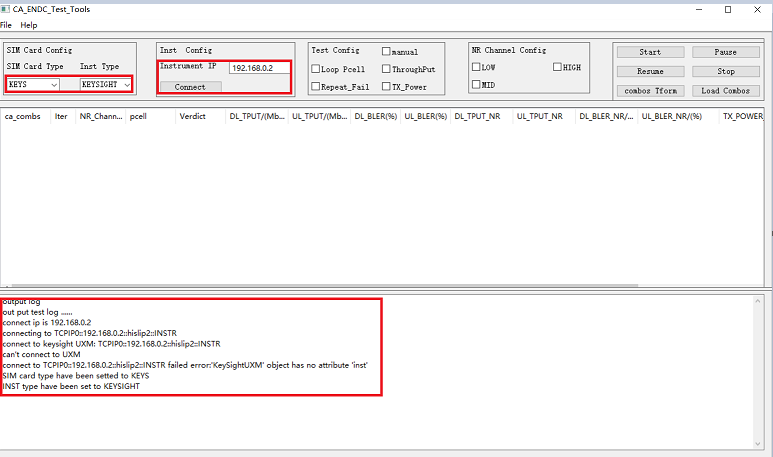 CA_ENDC_Test_Tools
File Help
SIM Card Config
SIM Card Type Inst Type
KEYS KEYSIGHT
Inst Config
Instrument IP 192.168.0.2
Connect
Test Config
manual
Loop Pcell ThroughPut
Repeat_Fail TX_Power
NR Channel Config
LOW HIGH
MID
Start Pause
Resume Stop
combos Tform Load Combos
ca_combs Iter NR_Chann... pcell Verdict DL_TPUT/(Mb... UL_TPUT/(Mb... DL_BLER(%) UL_BLER(%) DL_TPUT_NR UL_TPUT_NR DL_BLER_NR/... UL_BLER_NR/(%) TX_POWER_
output log
out put test log ......
connect ip is 192.168.0.2
connecting to TCPIP0::192.168.0.2::hislip2::INSTR
connect to keysight UXM: TCPIP0::192.168.0.2::hislip2::INSTR
can't connect to UXM
connect to TCPIP0::192.168.0.2::hislip2::INSTR failed error:'KeySightUXM' object has no attribute 'inst'
SIM card type have been setted to KEYS
INST type have been set to KEYSIGHT